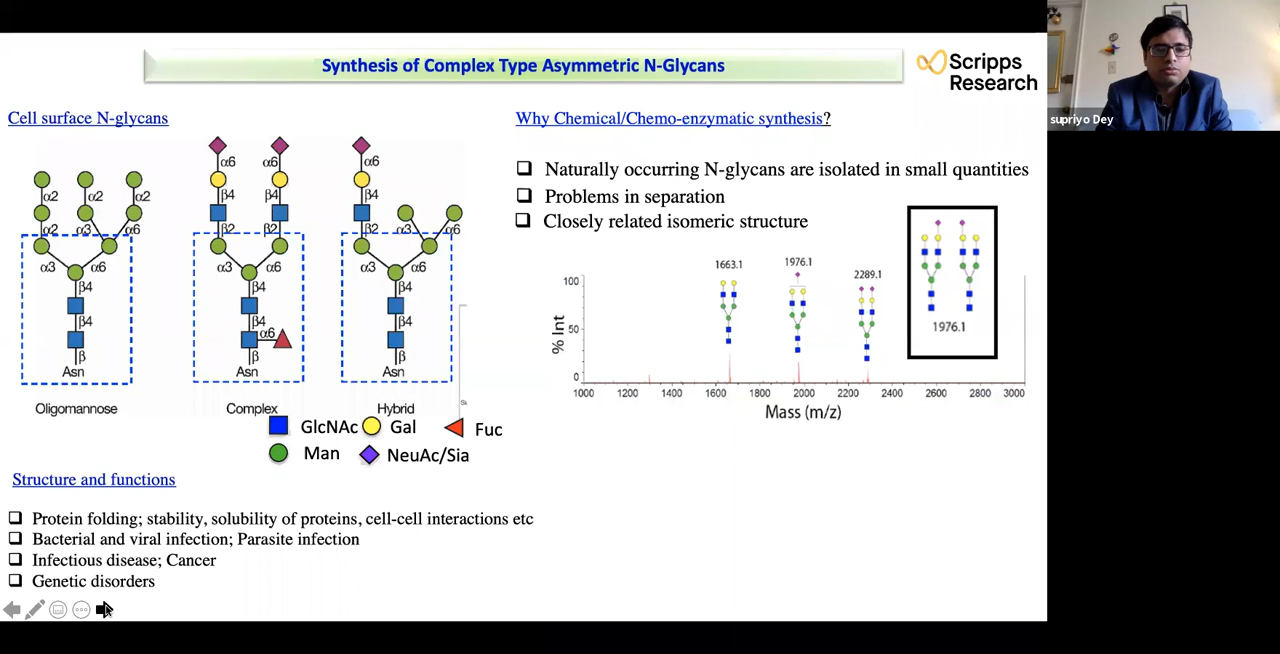 Synthesis of Complex Type Asymmetric N-Glycans
Scripps
Research
supriyo Dey
Cell surface N-glycans
α6 α6 α6
β4 β4 β4
α2 α2 α2
β2 β2 β2
α2 α3 α6 α3 α6
α3 α6 α3 α6 α3 α6
β4 β4 β4
β4 β4 β4
α6
β β β
Asn Asn Asn
Oligomannose Complex Hybrid
GlcNAc Gal Fuc
Man NeuAc/Sia
Why Chemical/Chemo-enzymatic synthesis?
Naturally occurring N-glycans are isolated in small quantities
Problems in separation
Closely related isomeric structure
1663.1 1976.1 2289.1
1976.1
% Int
100
50
0
1000 1200 1400 1600 1800 2000 2200 2400 2600 2800 3000
Mass (m/z)
Structure and functions
Protein folding; stability, solubility of proteins, cell-cell interactions etc
Bacterial and viral infection; Parasite infection
Infectious disease; Cancer
Genetic disorders